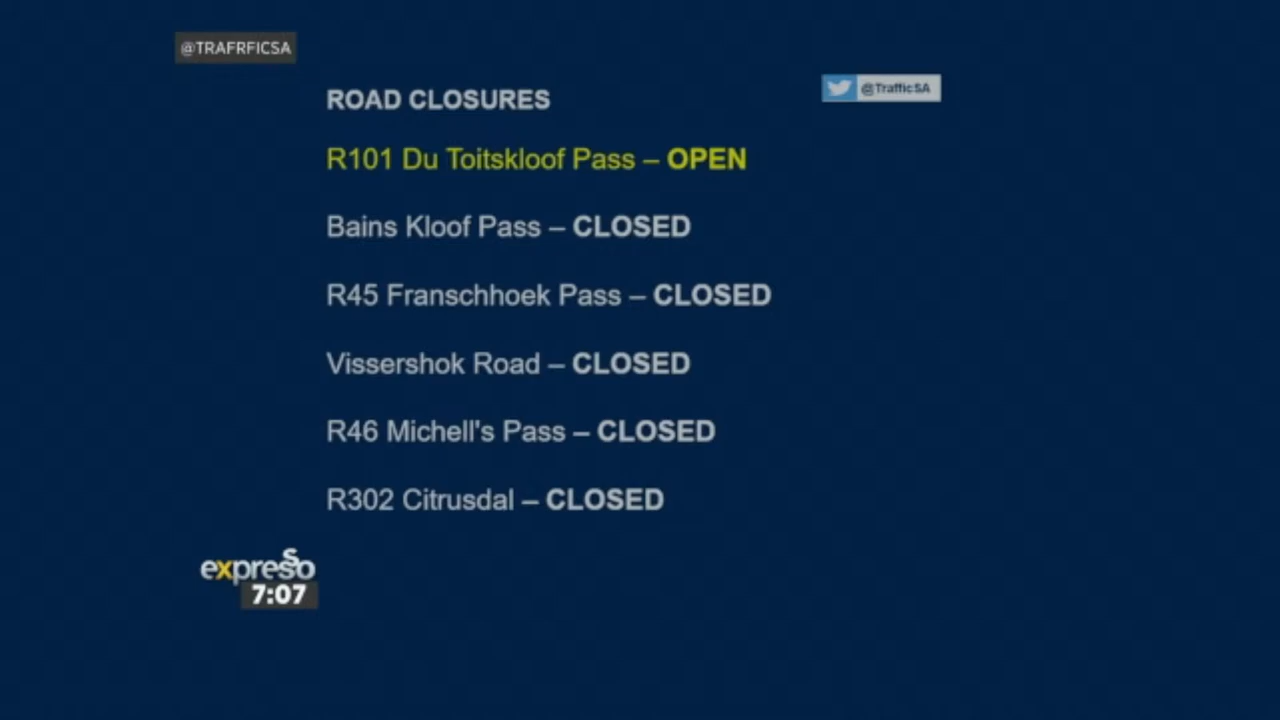 @TRAFRFICSA
@TrafficSA
ROAD CLOSURES
R101 Du Toitskloof Pass – OPEN
Bains Kloof Pass – CLOSED
R45 Franschhoek Pass – CLOSED
Vissershok Road – CLOSED
R46 Michell's Pass – CLOSED
R302 Citrusdal – CLOSED
expresso
7:07